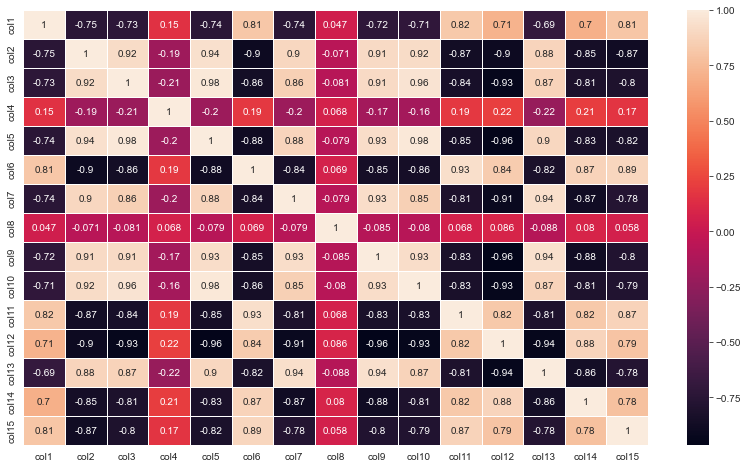 col1 1 -0.75 -0.73 0.15 -0.74 0.81 -0.74 0.047 -0.72 -0.71 0.82 0.71 -0.69 0.7 0.81
col2 -0.75 1 0.92 -0.19 0.94 -0.9 0.9 -0.071 0.91 0.92 -0.87 -0.9 0.88 -0.85 -0.87
col3 -0.73 0.92 1 -0.21 0.98 -0.86 0.86 -0.081 0.91 0.96 -0.84 -0.93 0.87 -0.81 -0.8
col4 0.15 -0.19 -0.21 1 -0.2 0.19 -0.2 0.068 -0.17 -0.16 0.19 0.22 -0.22 0.21 0.17
col5 -0.74 0.94 0.98 -0.2 1 -0.88 0.88 -0.079 0.93 0.98 -0.85 -0.96 0.9 -0.83 -0.82
col6 0.81 -0.9 -0.86 0.19 -0.88 1 -0.84 0.069 -0.85 -0.86 0.93 0.84 -0.82 0.87 0.89
col7 -0.74 0.9 0.86 -0.2 0.88 -0.84 1 -0.079 0.93 0.85 -0.81 -0.91 0.94 -0.87 -0.78
col8 0.047 -0.071 -0.081 0.068 -0.079 0.069 -0.079 1 -0.085 -0.08 0.068 0.086 -0.088 0.08 0.058
col9 -0.72 0.91 0.91 -0.17 0.93 -0.85 0.93 -0.085 1 0.93 -0.83 -0.96 0.94 -0.88 -0.8
col10 -0.71 0.92 0.96 -0.16 0.98 -0.86 0.85 -0.08 0.93 1 -0.83 -0.93 0.87 -0.81 -0.79
col11 0.82 -0.87 -0.84 0.19 -0.85 0.93 -0.81 0.068 -0.83 -0.83 1 0.82 -0.81 0.82 0.87
col12 0.71 -0.9 -0.93 0.22 -0.96 0.84 -0.91 0.086 -0.96 -0.93 0.82 1 -0.94 0.88 0.79
col13 -0.69 0.88 0.87 -0.22 0.9 -0.82 0.94 -0.088 0.94 0.87 -0.81 -0.94 1 -0.86 -0.78
col14 0.7 -0.85 -0.81 0.21 -0.83 0.87 -0.87 0.08 -0.88 -0.81 0.82 0.88 -0.86 1 0.78
col15 0.81 -0.87 -0.8 0.17 -0.82 0.89 -0.78 0.058 -0.8 -0.79 0.87 0.79 -0.78 0.78 1
col1 col2 col3 col4 col5 col6 col7 col8 col9 col10 col11 col12 col13 col14 col15
1.00
0.75
0.50
0.25
0.00
-0.25
-0.50
-0.75